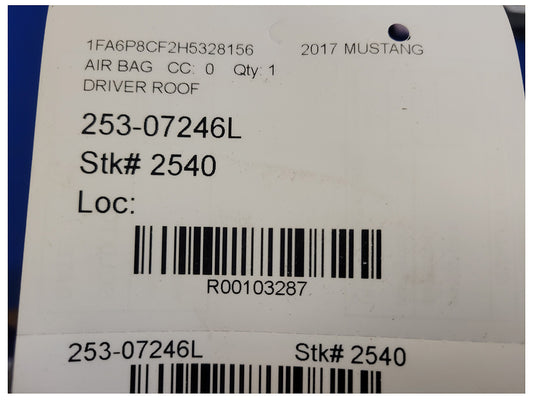 1FA6P8CF2H5328156 2017 MUSTANG
AIR BAG CC: 0 Qty: 1
DRIVER ROOF
253-07246L
Stk# 2540
Loc:
R00103287
253-07246L Stk# 2540